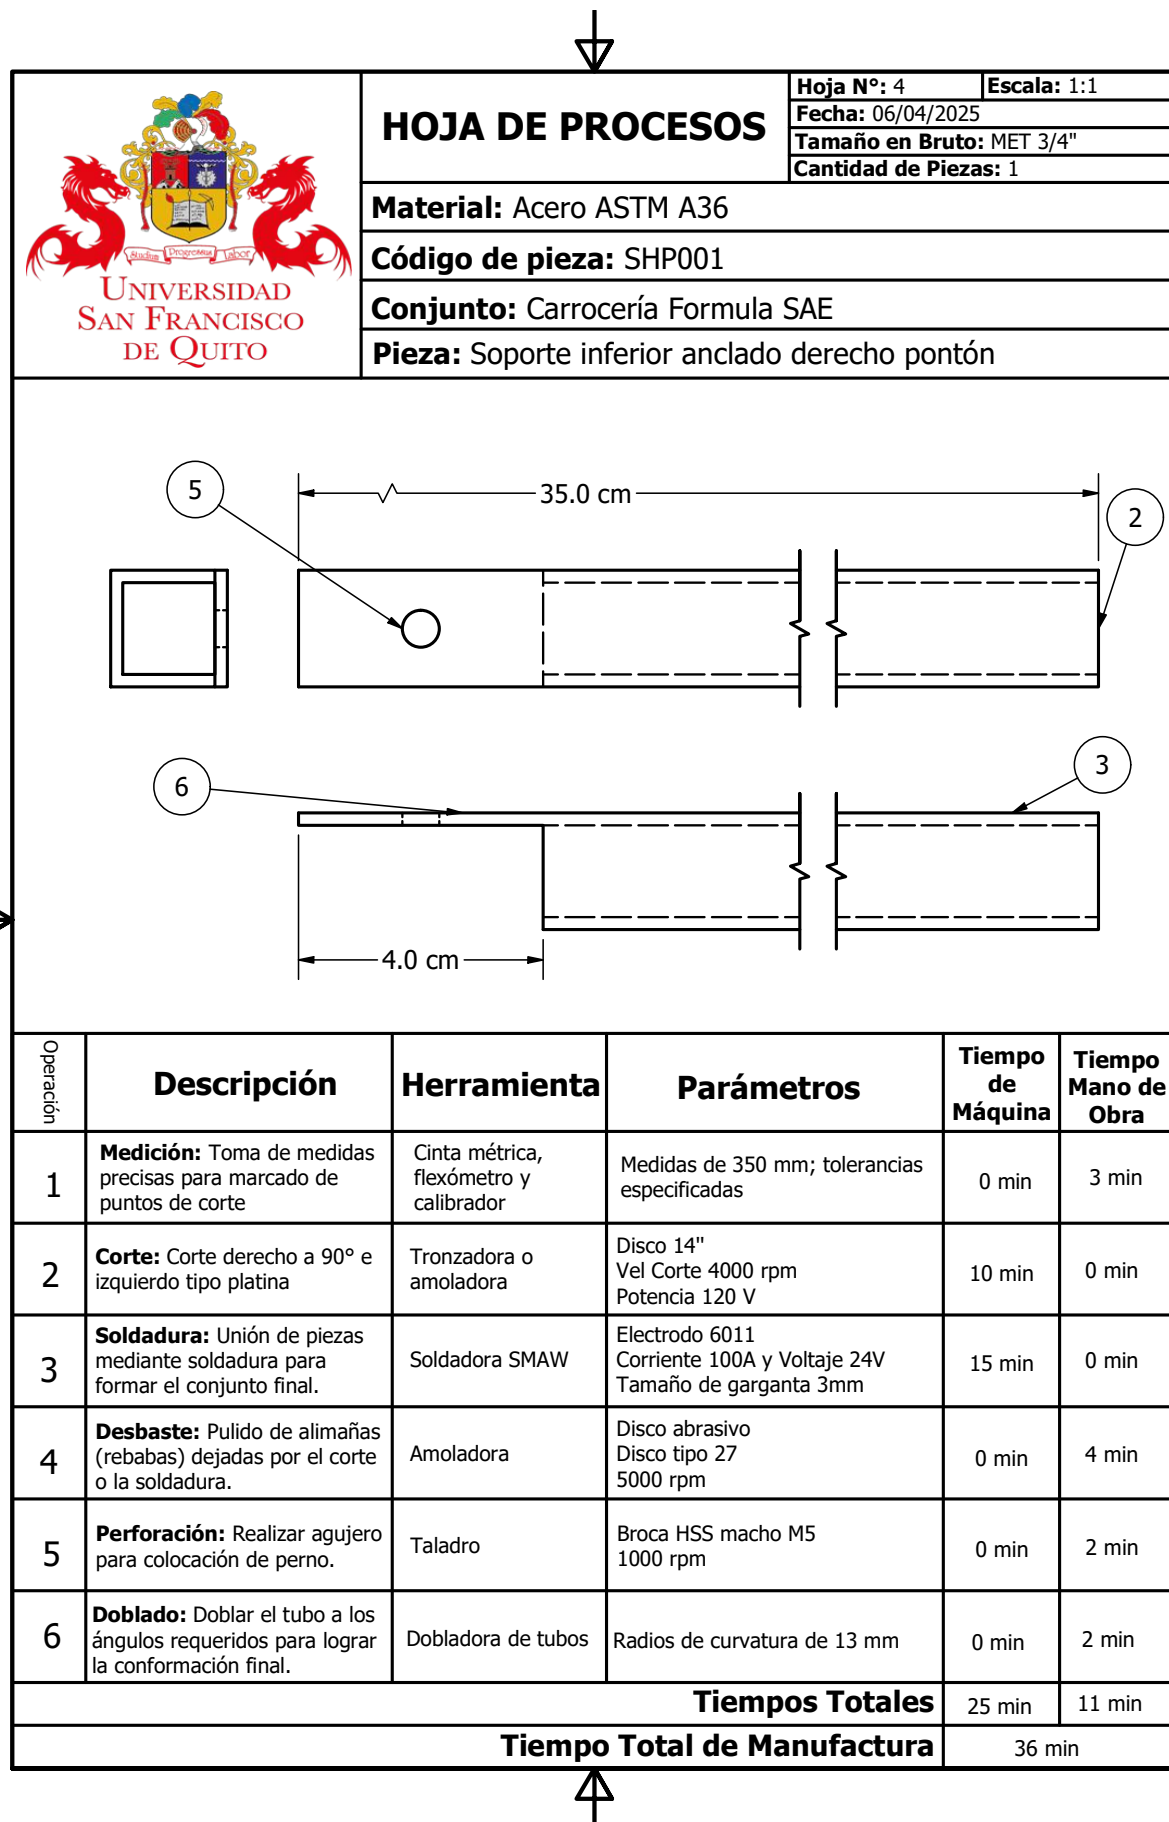 Studium Progressus Labor
UNIVERSIDAD
SAN FRANCISCO
DE QUITO
HOJA DE PROCESOS
Hoja N°: 4
Escala: 1:1
Fecha: 06/04/2025
Tamaño en Bruto: MET 3/4"
Cantidad de Piezas: 1
Material: Acero ASTM A36
Código de pieza: SHP001
Conjunto: Carrocería Formula SAE
Pieza: Soporte inferior anclado derecho pontón
5
35.0 cm
2
6
3
4.0 cm
Operación
Descripción
Herramienta
Parámetros
Tiempo
de
Máquina
Tiempo
Mano de
Obra
1
Medición: Toma de medidas
precisas para marcado de
puntos de corte
Cinta métrica,
flexómetro y
calibrador
Medidas de 350 mm; tolerancias
especificadas
0 min
3 min
2
Corte: Corte derecho a 90° e
izquierdo tipo platina
Tronzadora o
amoladora
Disco 14"
Vel Corte 4000 rpm
Potencia 120 V
10 min
0 min
3
Soldadura: Unión de piezas
mediante soldadura para
formar el conjunto final.
Soldadora SMAW
Electrodo 6011
Corriente 100A y Voltaje 24V
Tamaño de garganta 3mm
15 min
0 min
4
Desbaste: Pulido de alimañas
(rebabas) dejadas por el corte
o la soldadura.
Amoladora
Disco abrasivo
Disco tipo 27
5000 rpm
0 min
4 min
5
Perforación: Realizar agujero
para colocación de perno.
Taladro
Broca HSS macho M5
1000 rpm
0 min
2 min
6
Doblado: Doblar el tubo a los
ángulos requeridos para lograr
la conformación final.
Dobladora de tubos
Radios de curvatura de 13 mm
0 min
2 min
Tiempos Totales
25 min
11 min
Tiempo Total de Manufactura
36 min